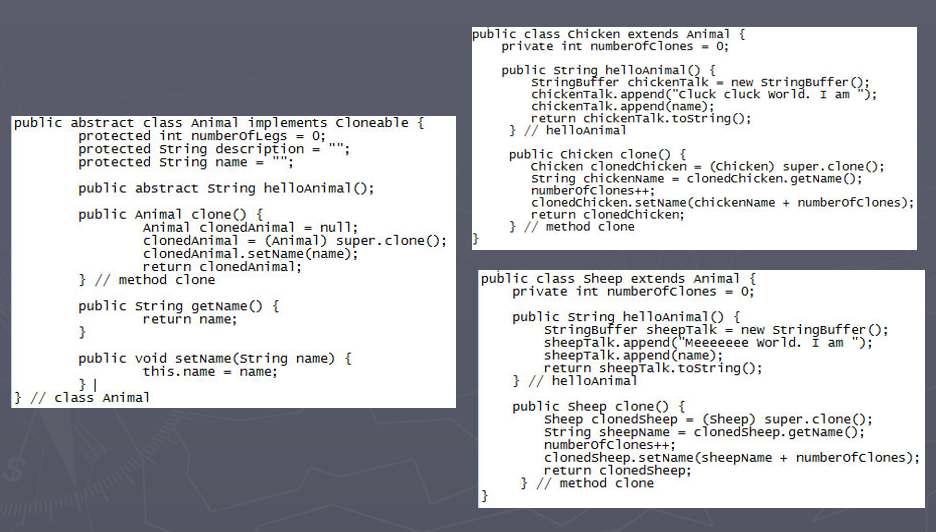 public abstract class Animal implements Cloneable {
protected int numberOfLegs = 0;
protected String description = "";
protected String name = "";
public abstract String helloAnimal();
public Animal clone() {
Animal clonedAnimal = null;
clonedAnimal = (Animal) super.clone();
clonedAnimal.setName(name);
return clonedAnimal;
} // method clone
public String getName() {
return name;
}
public void setName(String name) {
this.name = name;
}
} // class Animal
public class Chicken extends Animal {
private int numberOfClones = 0;
public String helloAnimal() {
StringBuffer chickenTalk = new StringBuffer();
chickenTalk.append("Cluck cluck World. I am ");
chickenTalk.append(name);
return chickenTalk.toString();
} // helloAnimal
public Chicken clone() {
Chicken clonedChicken = (Chicken) super.clone();
String chickenName = clonedChicken.getName();
numberOfClones++;
clonedChicken.setName(chickenName + numberOfClones);
return clonedChicken;
} // method clone
}
public class Sheep extends Animal {
private int numberOfClones = 0;
public String helloAnimal() {
StringBuffer sheepTalk = new StringBuffer();
sheepTalk.append("Meeeeeee World. I am ");
sheepTalk.append(name);
return sheepTalk.toString();
} // helloAnimal
public Sheep clone() {
Sheep clonedSheep = (Sheep) super.clone();
String sheepName = clonedSheep.getName();
numberOfClones++;
clonedSheep.setName(sheepName + numberOfClones);
return clonedSheep;
} // method clone
}